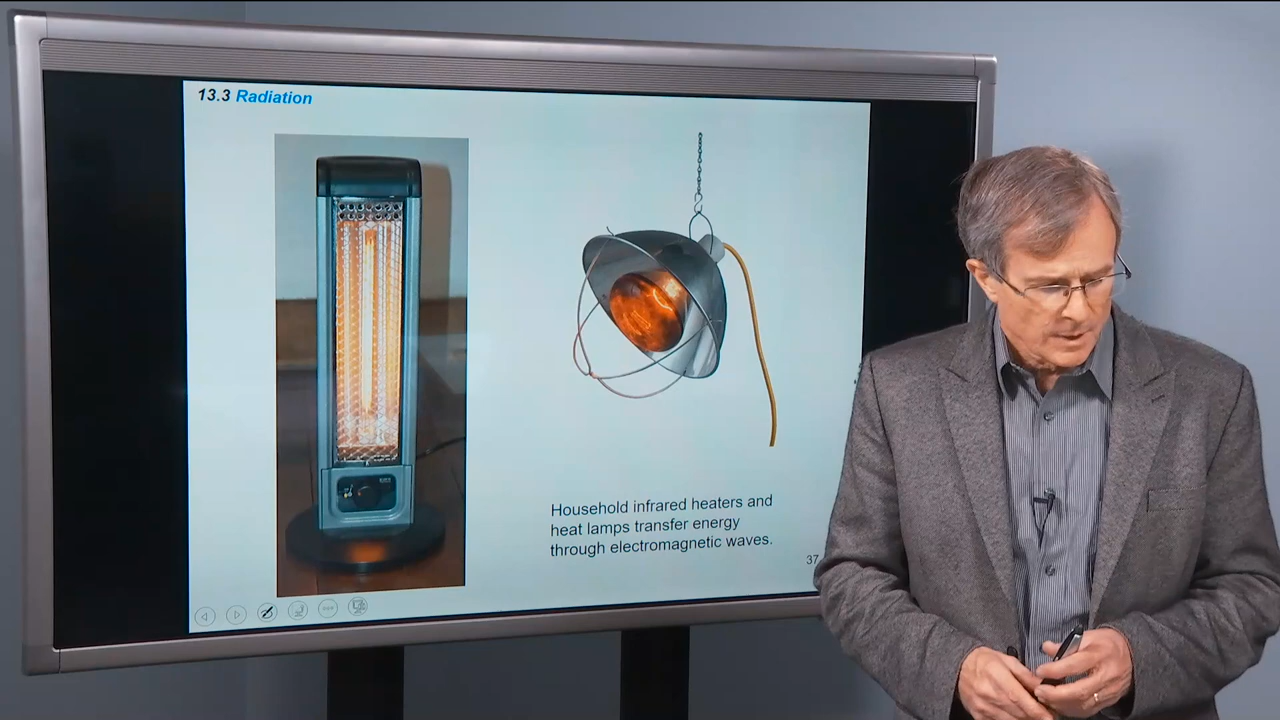 13.3 Radiation
Household infrared heaters and
heat lamps transfer energy
through electromagnetic waves.
37